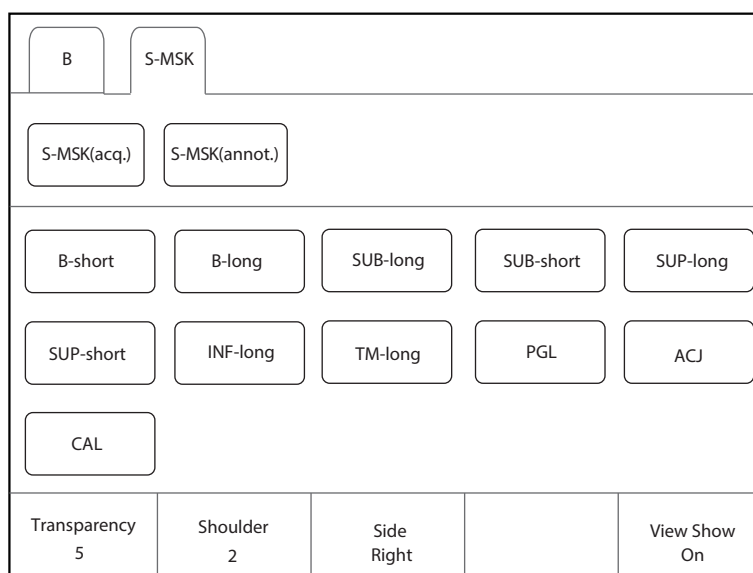 B S-MSK
S-MSK(acq.) S-MSK(annot.)
B-short B-long SUB-long SUB-short SUP-long
SUP-short INF-long TM-long PGL ACJ
CAL
Transparency Shoulder Side View Show
5 2 Right On